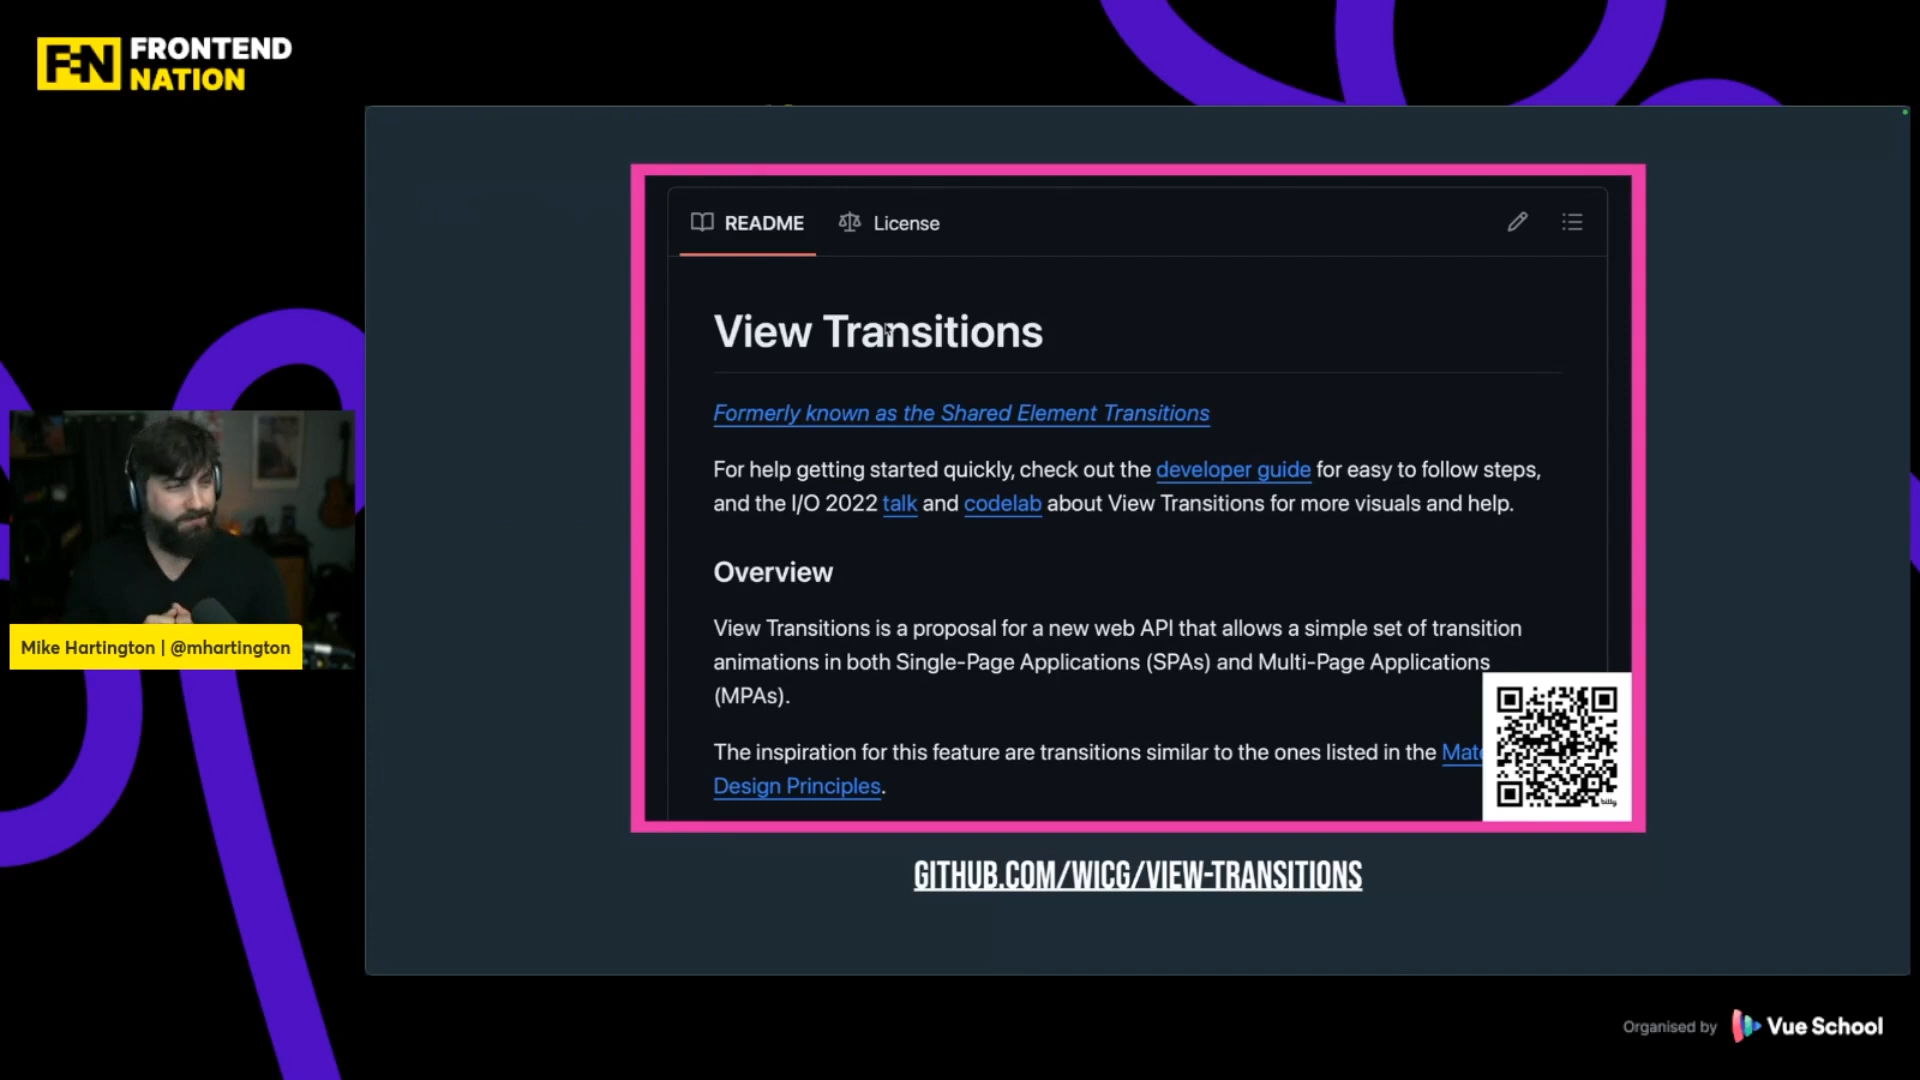 FEN FRONTEND
NATION
README
License
View Transitions
Formerly known as the Shared Element Transitions
For help getting started quickly, check out the developer guide for easy to follow steps,
and the I/O 2022 talk and codelab about View Transitions for more visuals and help.
Overview
View Transitions is a proposal for a new web API that allows a simple set of transition
animations in both Single-Page Applications (SPAs) and Multi-Page Applications
(MPAs).
The inspiration for this feature are transitions similar to the ones listed in the Mate
Design Principles.
bitly
GITHUB.COM/WICG/VIEW-TRANSITIONS
Mike Hartington | @mhartington
Organised by Vue School